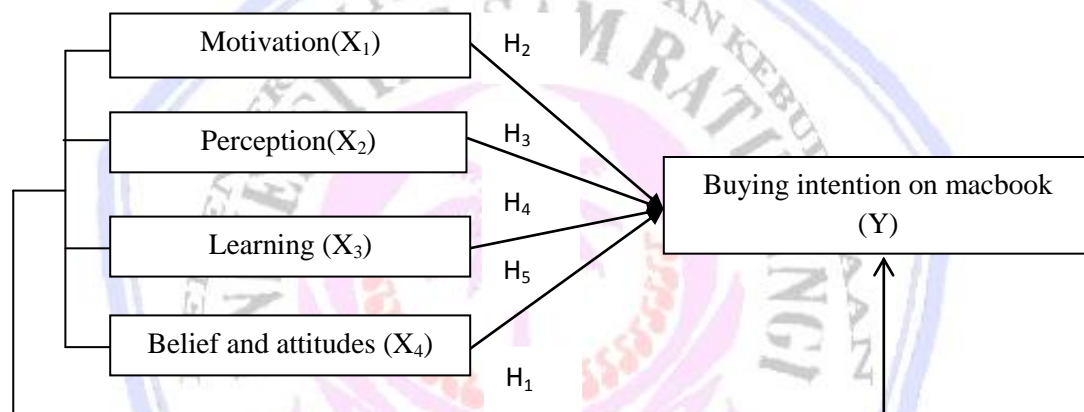 Motivation(X₁)
H₂
Perception(X₂)
H₃
Buying intention on macbook
(Y)
H₄
Learning (X₃)
H₅
Belief and attitudes (X₄)
H₁